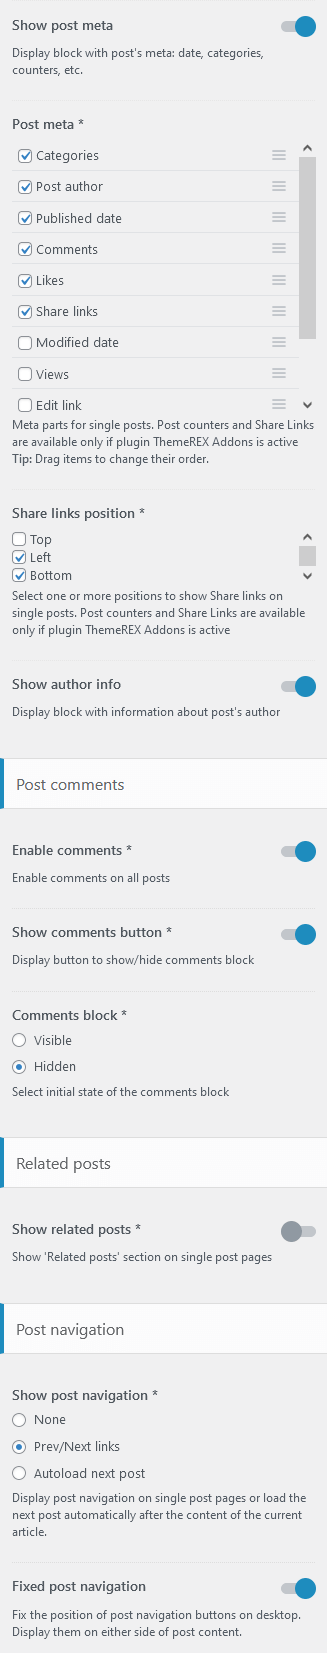 Show post meta
Display block with post's meta: date, categories,
counters, etc.
Post meta *
Categories
Post author
Published date
Comments
Likes
Share links
Modified date
Views
Edit link
Meta parts for single posts. Post counters and Share Links
are available only if plugin ThemeREX Addons is active
Tip: Drag items to change their order.
Share links position *
Top
Left
Bottom
Select one or more positions to show Share links on
single posts. Post counters and Share Links are available
only if plugin ThemeREX Addons is active
Show author info
Display block with information about post's author
Post comments
Enable comments *
Enable comments on all posts
Show comments button *
Display button to show/hide comments block
Comments block *
Visible
Hidden
Select initial state of the comments block
Related posts
Show related posts *
Show 'Related posts' section on single post pages
Post navigation
Show post navigation *
None
Prev/Next links
Autoload next post
Display post navigation on single post pages or load the
next post automatically after the content of the current
article.
Fixed post navigation
Fix the position of post navigation buttons on desktop.
Display them on either side of post content.